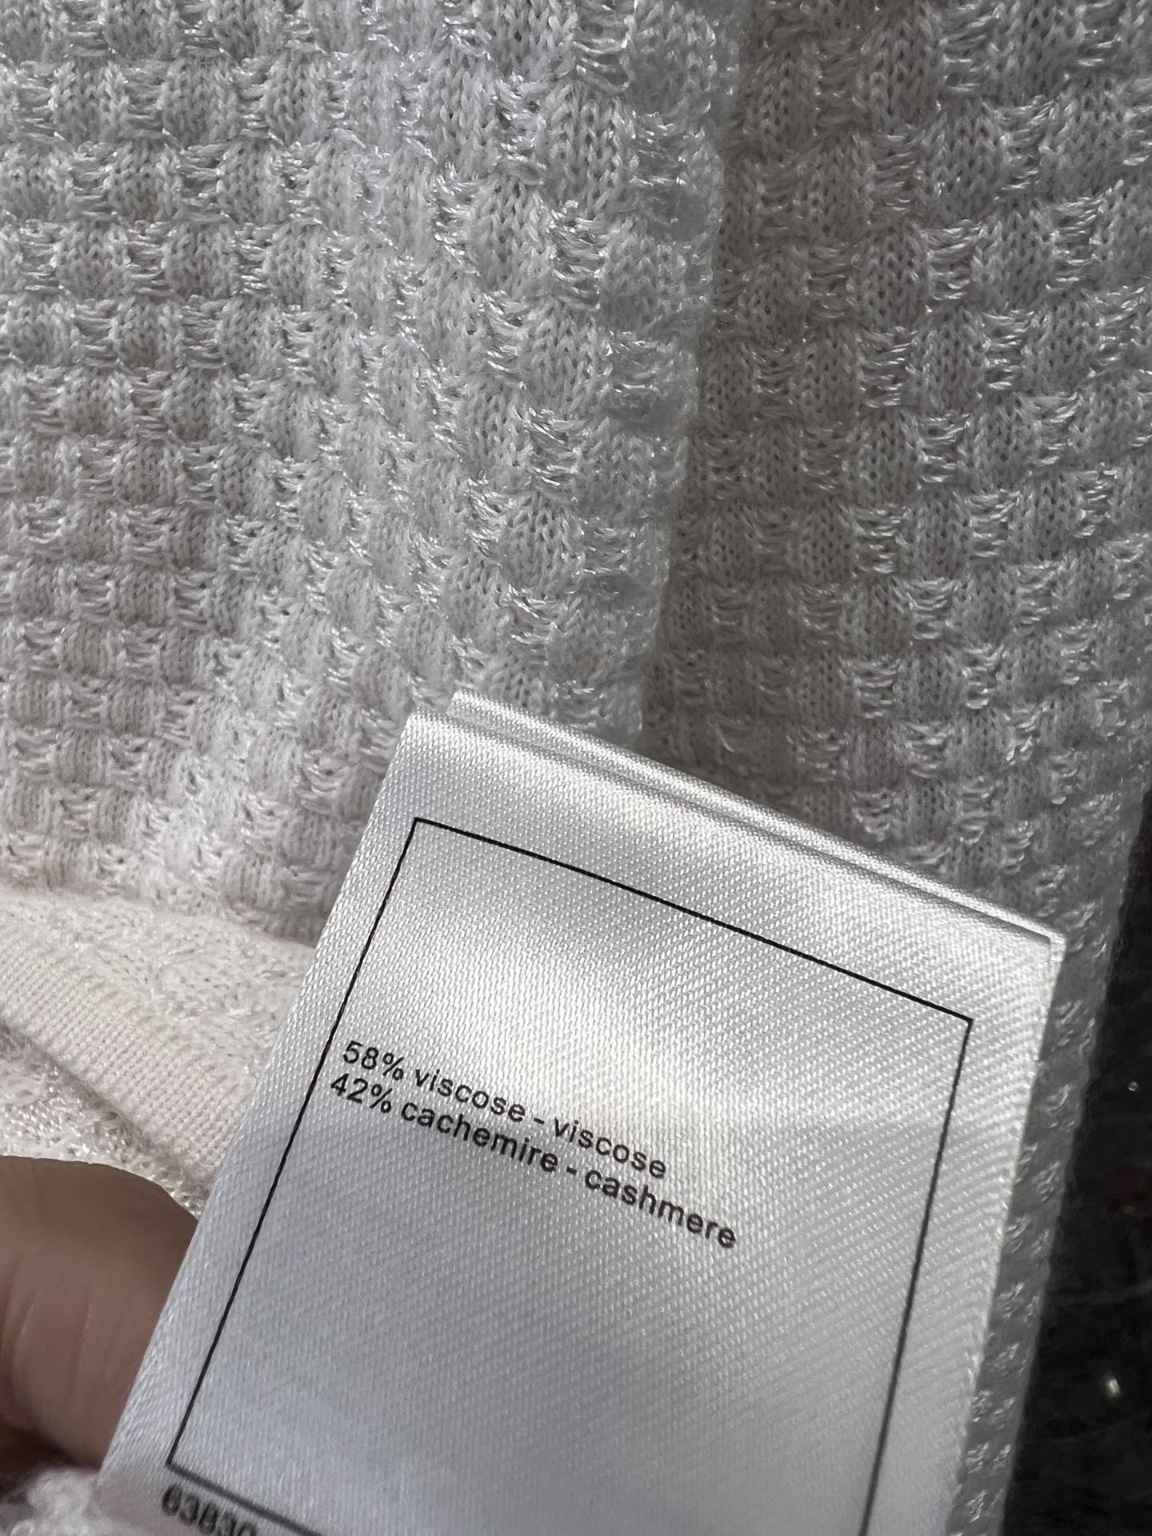 58% viscose - viscose
42% cachemire - cashmere